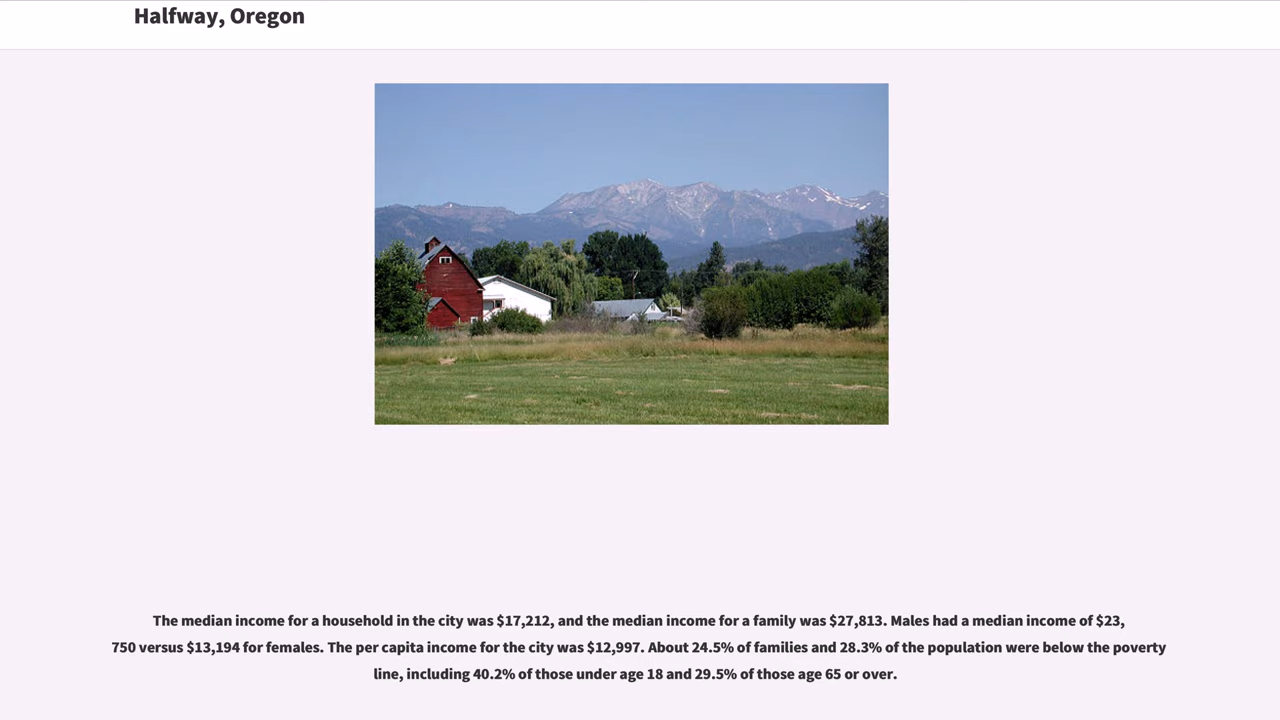 Halfway, Oregon
The median income for a household in the city was $17,212, and the median income for a family was $27,813. Males had a median income of $23,
750 versus $13,194 for females. The per capita income for the city was $12,997. About 24.5% of families and 28.3% of the population were below the poverty
line, including 40.2% of those under age 18 and 29.5% of those age 65 or over.